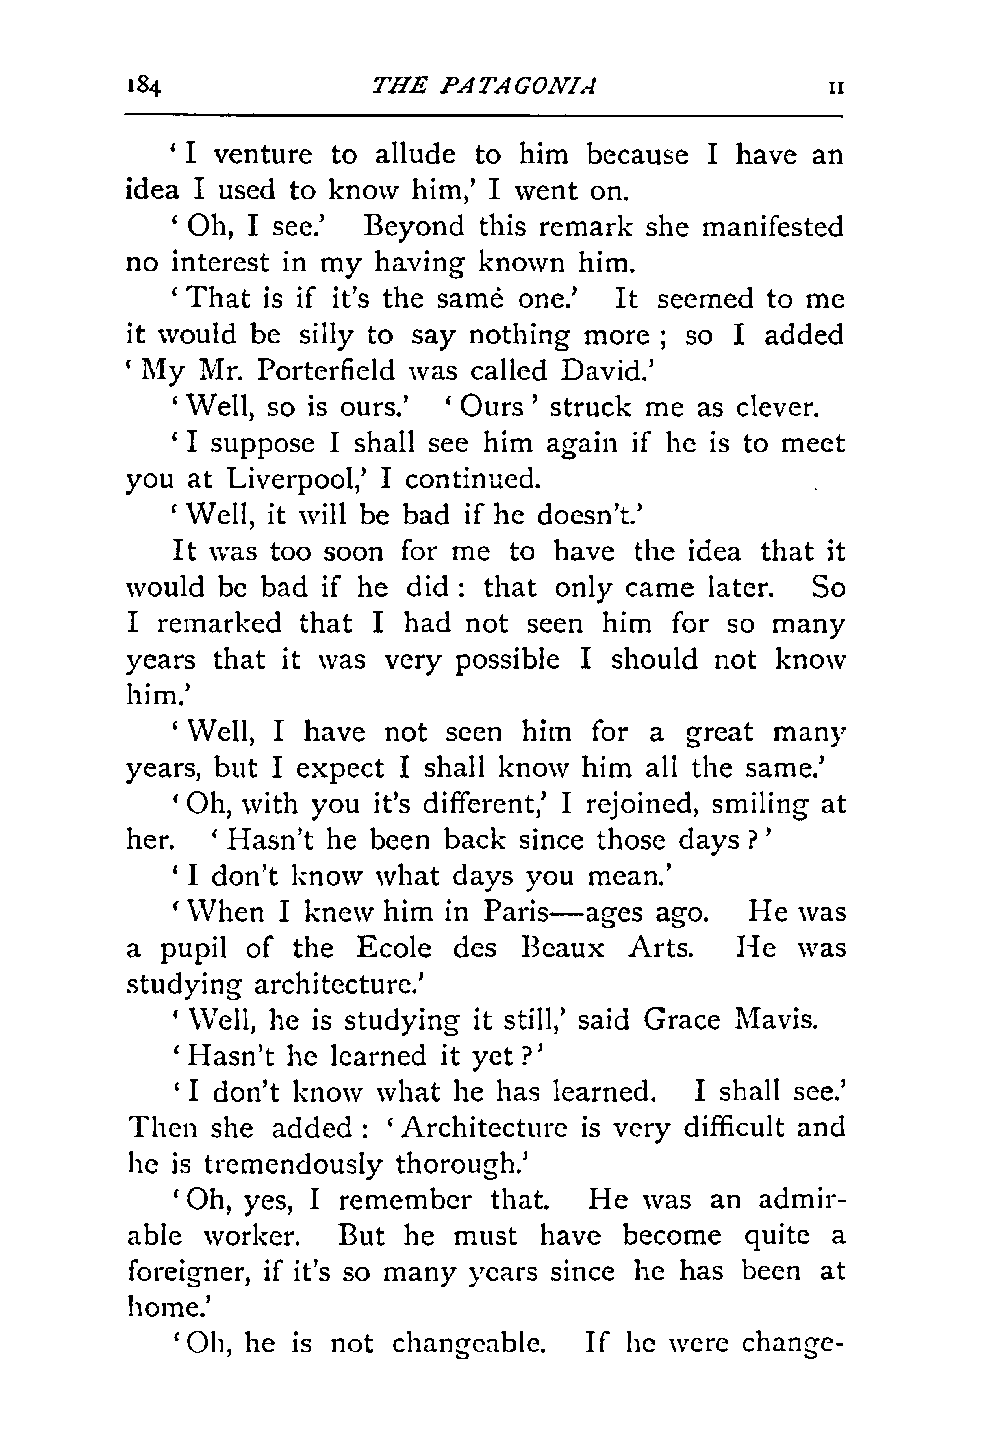 184 THE PATAGONIA II
‘ I venture to allude to him because I have an
idea I used to know him,’ I went on.
‘ Oh, I see.’ Beyond this remark she manifested
no interest in my having known him.
‘ That is if it's the same one.’ It seemed to me
it would be silly to say nothing more ; so I added
‘ My Mr. Porterfield was called David.’
‘ Well, so is ours.’ ‘ Ours ’ struck me as clever.
‘ I suppose I shall see him again if he is to meet
you at Liverpool,’ I continued.
‘ Well, it will be bad if he doesn't.’
It was too soon for me to have the idea that it
would be bad if he did : that only came later. So
I remarked that I had not seen him for so many
years that it was very possible I should not know
him.’
‘ Well, I have not seen him for a great many
years, but I expect I shall know him all the same.’
‘ Oh, with you it's different,’ I rejoined, smiling at
her. ‘ Hasn't he been back since those days ? ’
‘ I don't know what days you mean.’
‘ When I knew him in Paris—ages ago. He was
a pupil of the Ecole des Beaux Arts. He was
studying architecture.’
‘ Well, he is studying it still,’ said Grace Mavis.
‘ Hasn't he learned it yet ? ’
‘ I don't know what he has learned. I shall see.’
Then she added : ‘ Architecture is very difficult and
he is tremendously thorough.’
‘ Oh, yes, I remember that. He was an admir-
able worker. But he must have become quite a
foreigner, if it's so many years since he has been at
home.’
‘ Oh, he is not changeable. If he were change-